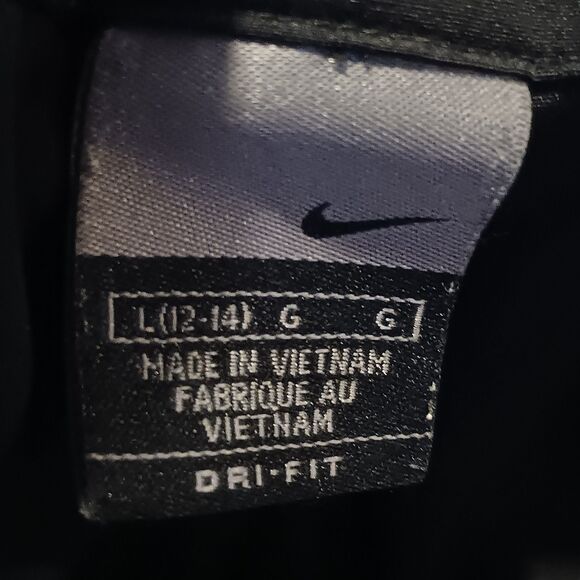 L(12-14) G G
MADE IN VIETNAM
FABRIQUE AU
VIETNAM
DRI-FIT